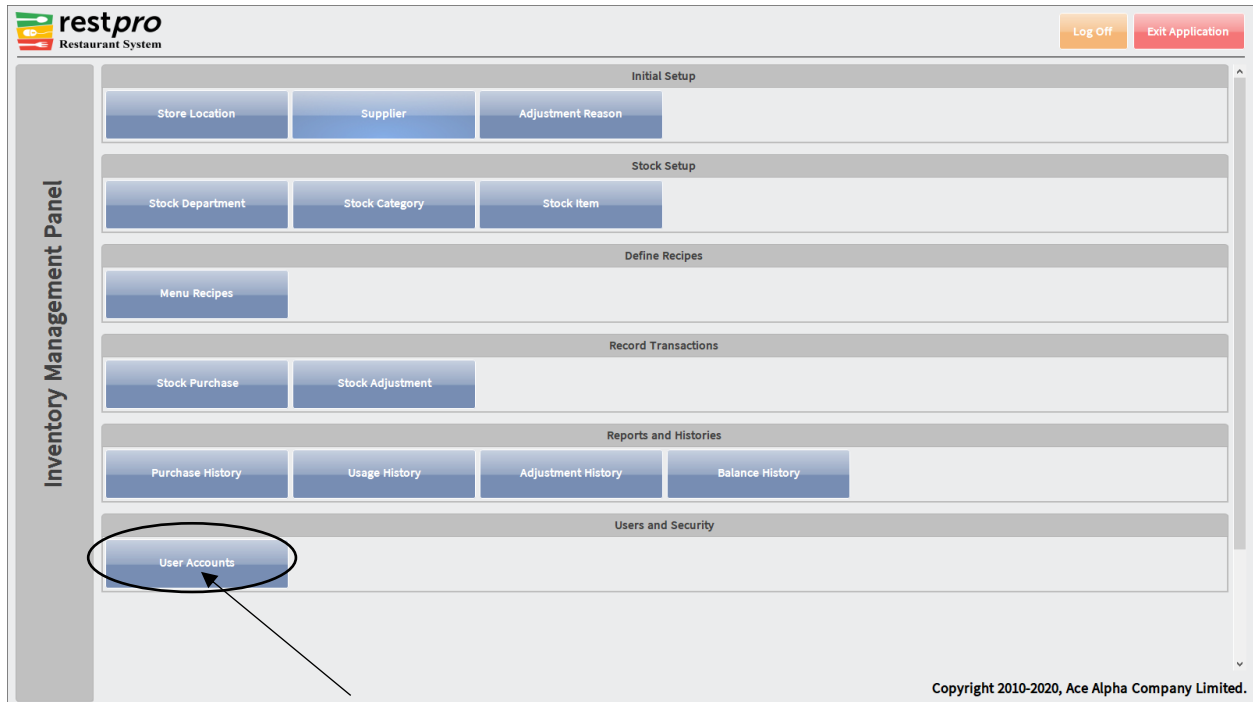 restpro
Restaurant System
Log Off
Exit Application
Inventory Management Panel
Initial Setup
Store Location
Supplier
Adjustment Reason
Stock Setup
Stock Department
Stock Category
Stock Item
Define Recipes
Menu Recipes
Record Transactions
Stock Purchase
Stock Adjustment
Reports and Histories
Purchase History
Usage History
Adjustment History
Balance History
Users and Security
User Accounts
Copyright 2010-2020, Ace Alpha Company Limited.